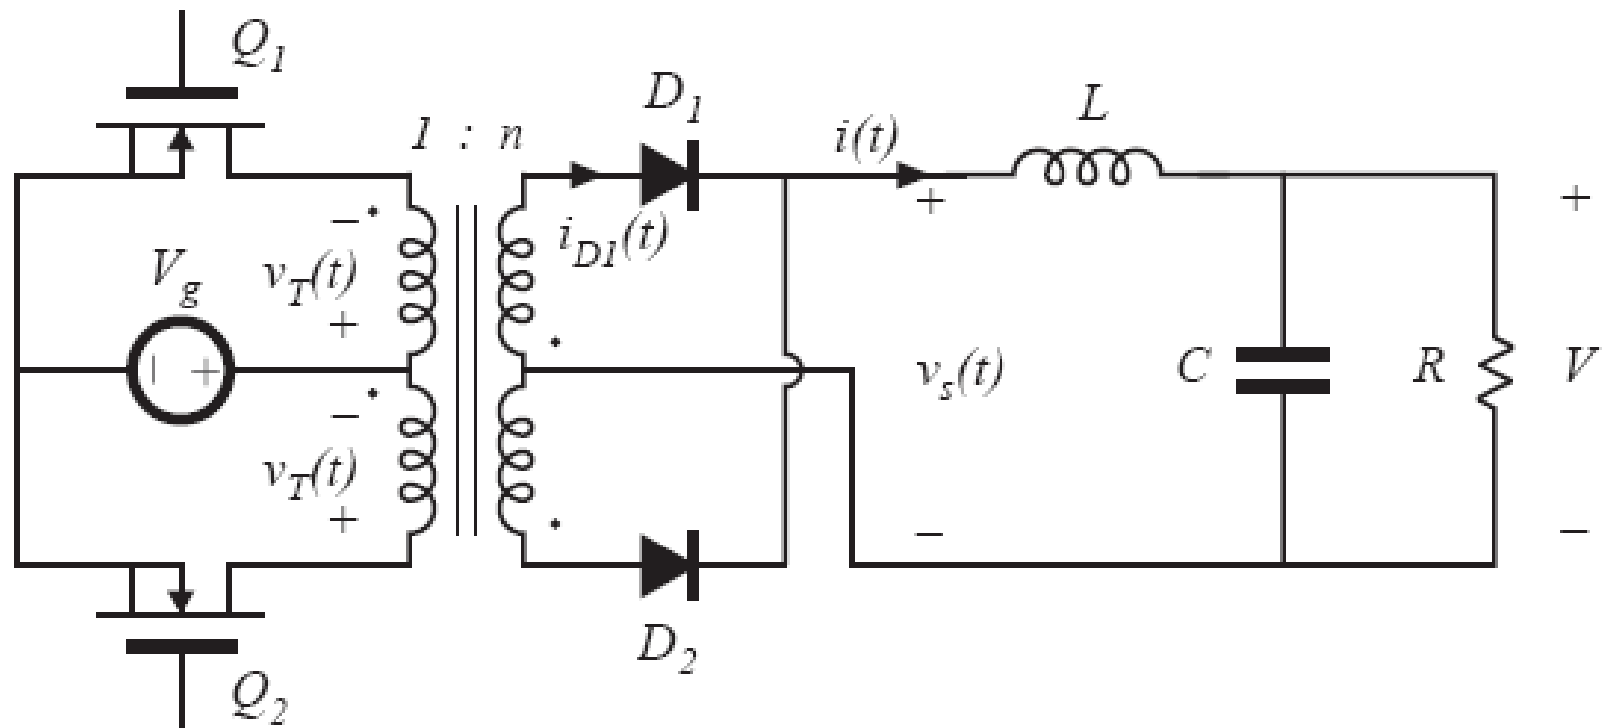 Q1
D1
L
1 : n
i(t)
+
−
vT(t)
iD1(t)
+
Vg
+
−
+
−
vs(t)
C
R
V
−
vT(t)
+
−
−
D2
Q2